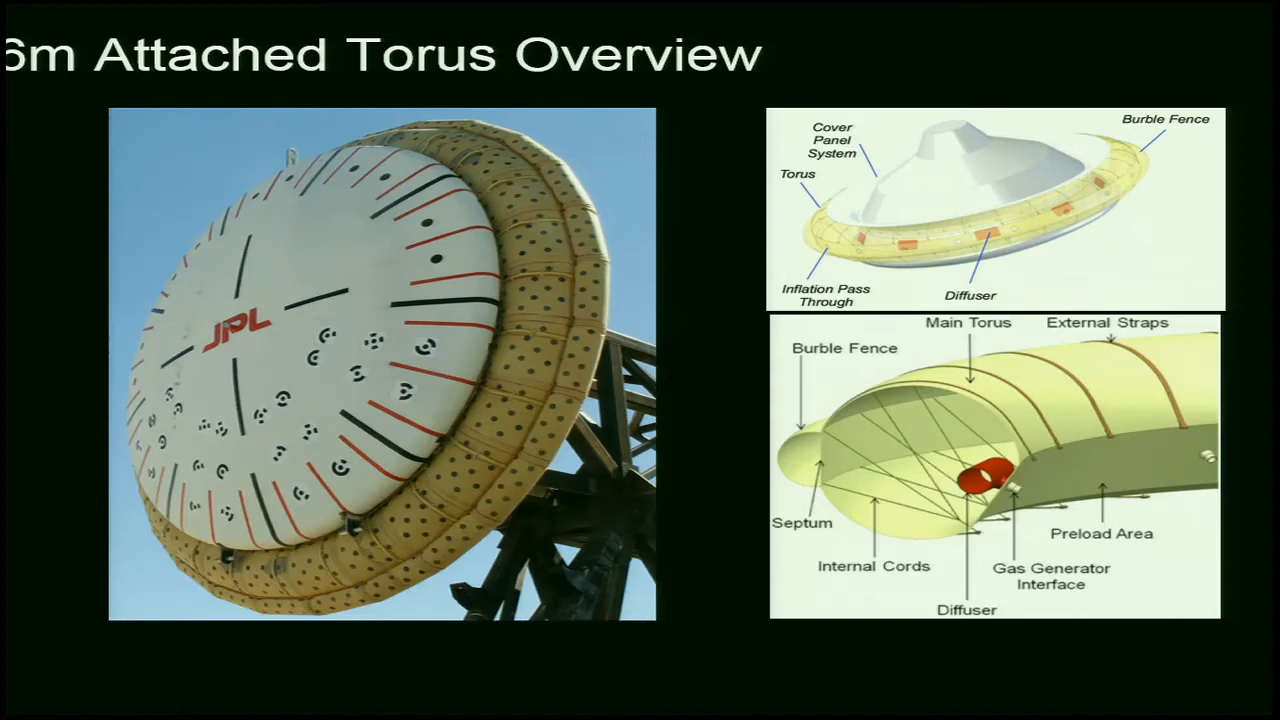 6m Attached Torus Overview
JPL
Cover
Panel
System
Burble Fence
Torus
Inflation Pass
Through
Diffuser
Main Torus
External Straps
Burble Fence
Septum
Preload Area
Internal Cords
Gas Generator
Interface
Diffuser